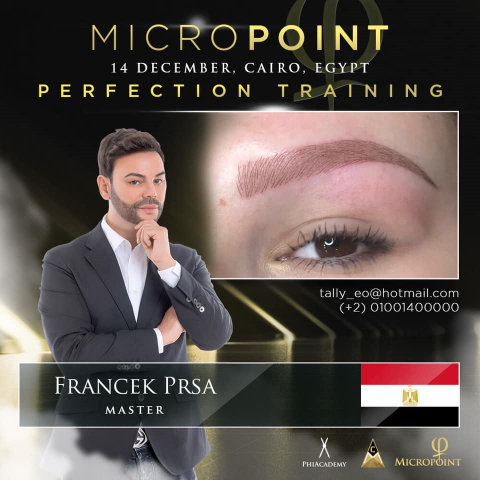 MICROPOINT
14 DECEMBER, CAIRO, EGYPT
PERFECTION TRAINING
tally_eo@hotmail.com
(+2) 01001400000
FRANCEK PRSA
MASTER
PHIACADEMY
C
φ
MICROPOINT